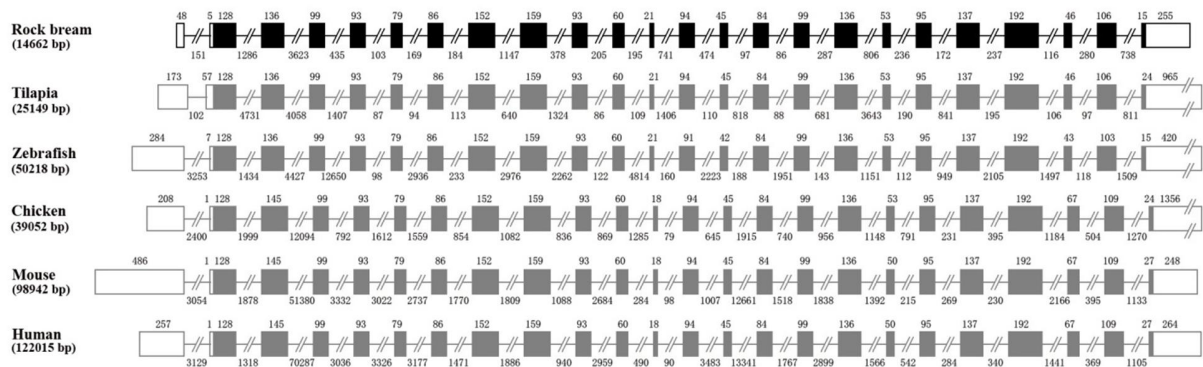 48 5 128 136 99 93 79 86 152 159 93 60 21 94 45 84 99 136 53 95 137 192 46 106 15 255
Rock bream
(14662 bp)
151 1286 3623 435 103 169 184 1147 378 205 195 741 474 97 86 287 806 236 172 237 116 280 738
173 57 128 136 99 93 79 86 152 159 93 60 21 94 45 84 99 136 53 95 137 192 46 106 24 965
Tilapia
(25149 bp)
102 4731 4058 1407 87 94 113 640 1324 86 109 1406 110 818 88 681 3643 190 841 195 106 97 811
284 7 128 136 99 93 79 86 152 159 93 60 21 91 42 84 99 136 53 95 137 192 43 103 15 420
Zebrafish
(50218 bp)
3253 1434 4427 12650 98 2936 233 2976 2262 122 4814 160 2223 188 1951 143 1151 112 949 2105 1497 118 1509
208 1 128 145 99 93 79 86 152 159 93 60 18 94 45 84 99 136 53 95 137 192 67 109 24 1356
Chicken
(39052 bp)
2400 1999 12094 792 1612 1559 854 1082 836 869 1285 79 645 1915 740 956 1148 791 231 395 1184 504 1270
486 1 128 145 99 93 79 86 152 159 93 60 18 94 45 84 99 136 50 95 137 192 67 109 27 248
Mouse
(98942 bp)
3054 1878 51380 3332 3022 2737 1770 1809 1088 2684 284 98 1007 12661 1518 1838 1392 215 269 230 2166 395 1133
257 1 128 145 99 93 79 86 152 159 93 60 18 94 45 84 99 136 50 95 137 192 67 109 27 264
Human
(122015 bp)
3129 1318 70287 3036 3326 3177 1471 1886 940 2959 490 90 3483 13341 1767 2899 1566 542 284 340 1441 369 1105